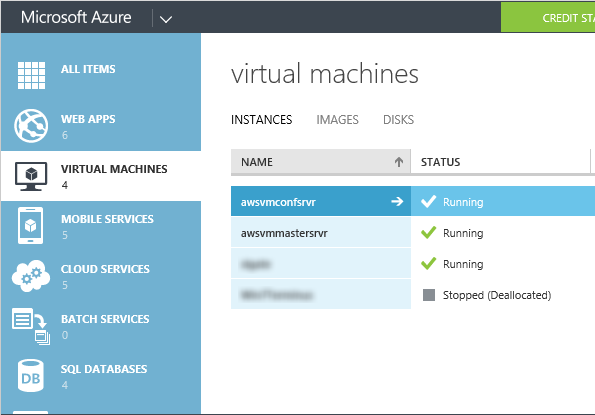 Microsoft Azure
CREDIT STA
ALL ITEMS
WEB APPS
6
VIRTUAL MACHINES
4
MOBILE SERVICES
5
CLOUD SERVICES
5
BATCH SERVICES
0
SQL DATABASES
4
DB
virtual machines
INSTANCES IMAGES DISKS
NAME STATUS
awsvmconfsrvr Running
awsvmmastersrvr Running
Running
Stopped (Deallocated)